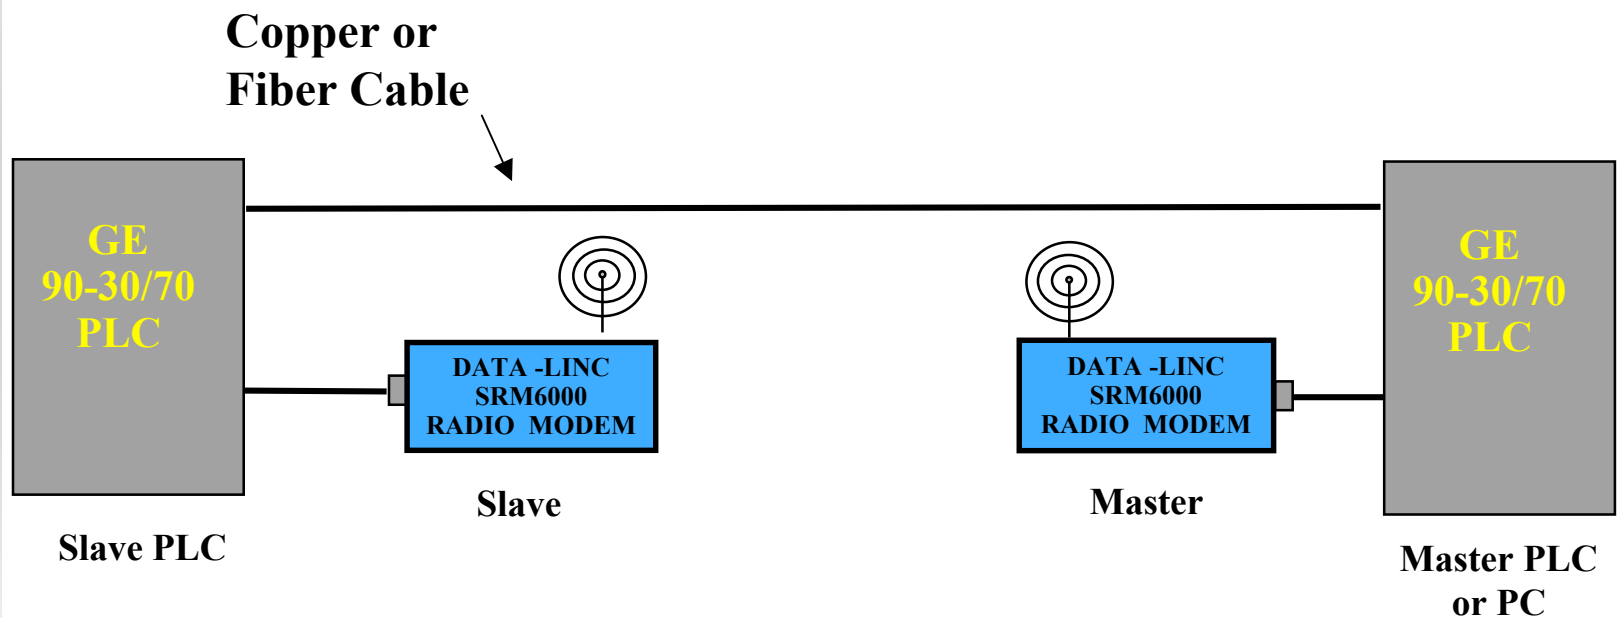 Copper or
Fiber Cable
GE
90-30/70
PLC
GE
90-30/70
PLC
DATA -LINC
SRM6000
RADIO MODEM
DATA -LINC
SRM6000
RADIO MODEM
Slave
Master
Slave PLC
Master PLC
or PC